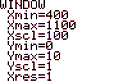 WINDOW
Xmin=400
Xmax=1100
Xscl=100
Ymin=0
Ymax=10
Yscl=1
Xres=1